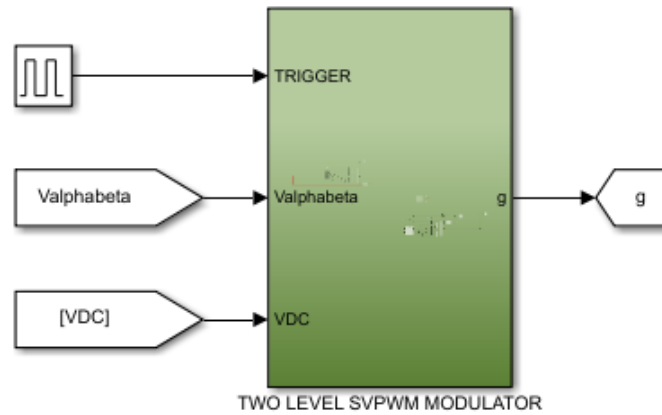 TRIGGER
Valphabeta
Valphabeta
g
g
[VDC]
VDC
TWO LEVEL SVPWM MODULATOR